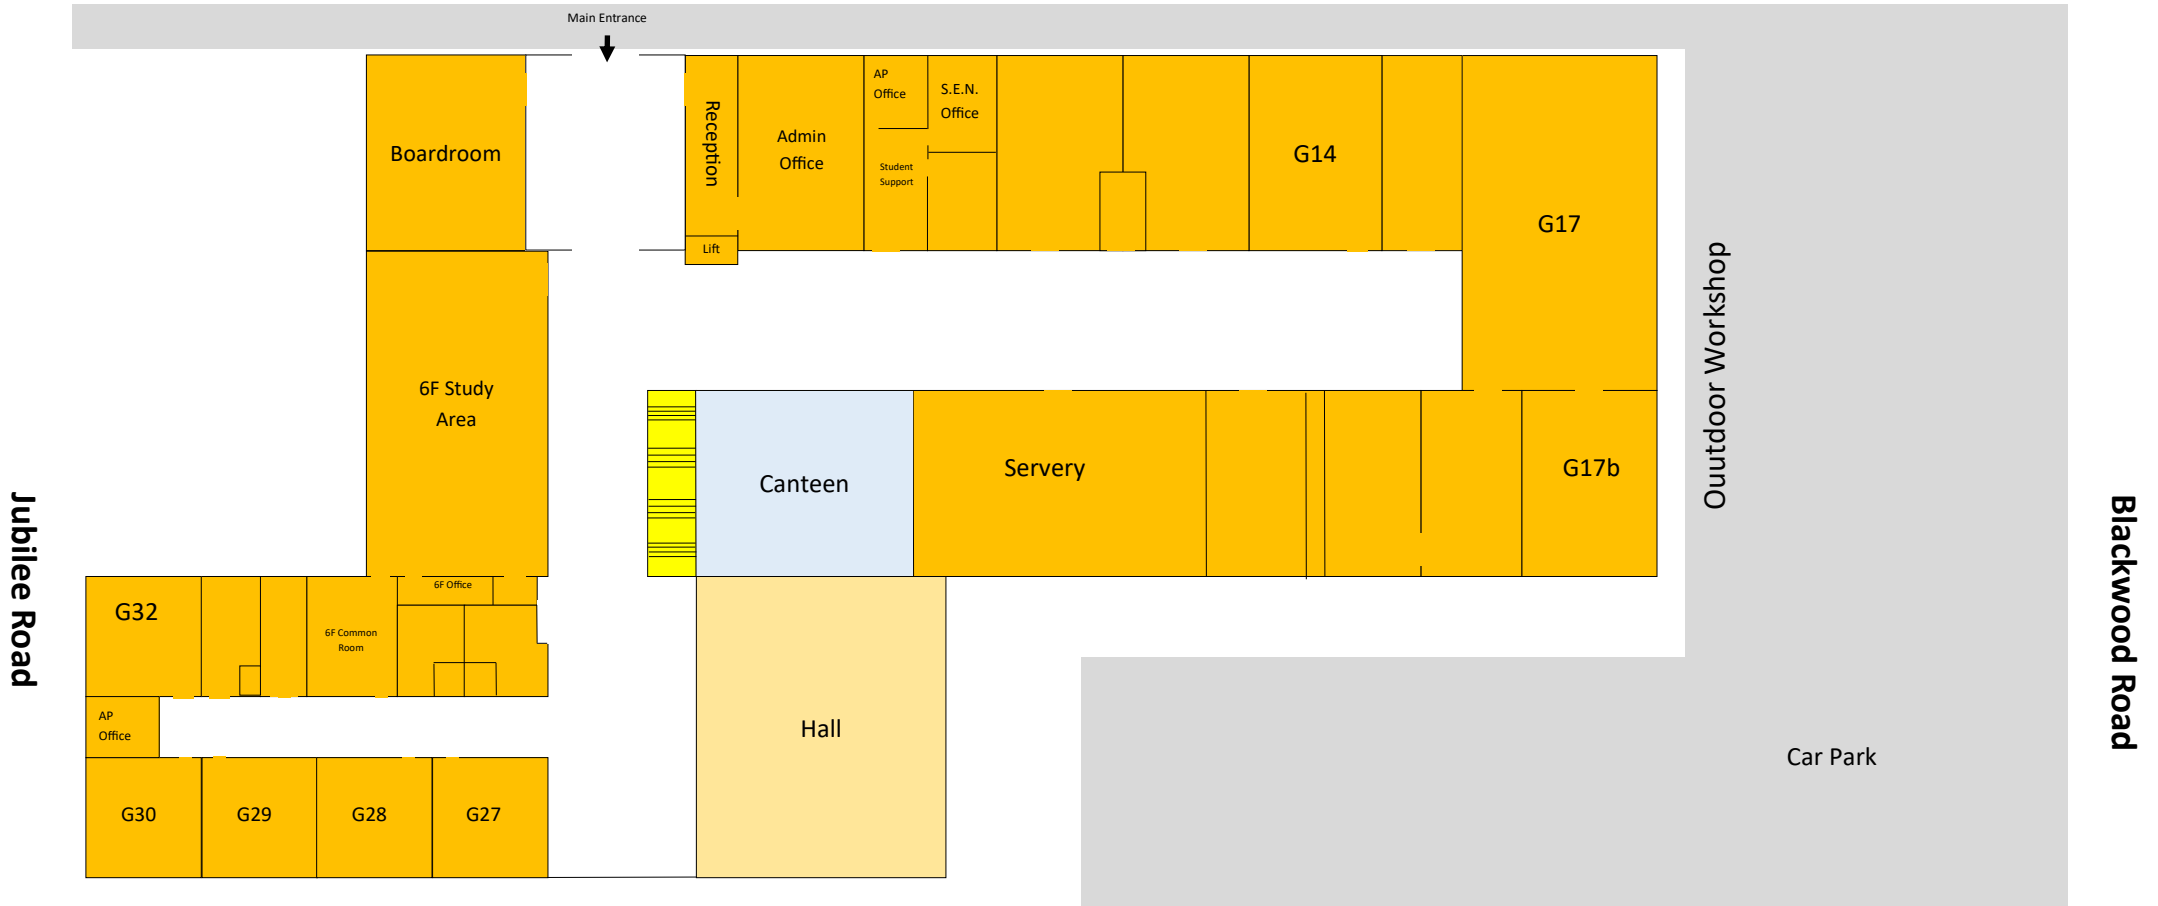 Main Entrance
AP
Office
S.E.N.
Office
Reception
Boardroom
Admin
Office
G14
Student
Support
G17
Lift
6F Study
Area
Ounutdoor Workshop
Canteen
Servery
G17b
Jubilee Road
Blackwood Road
6F Office
G32
6F Common
Room
AP
Office
Hall
Car Park
G30
G29
G28
G27